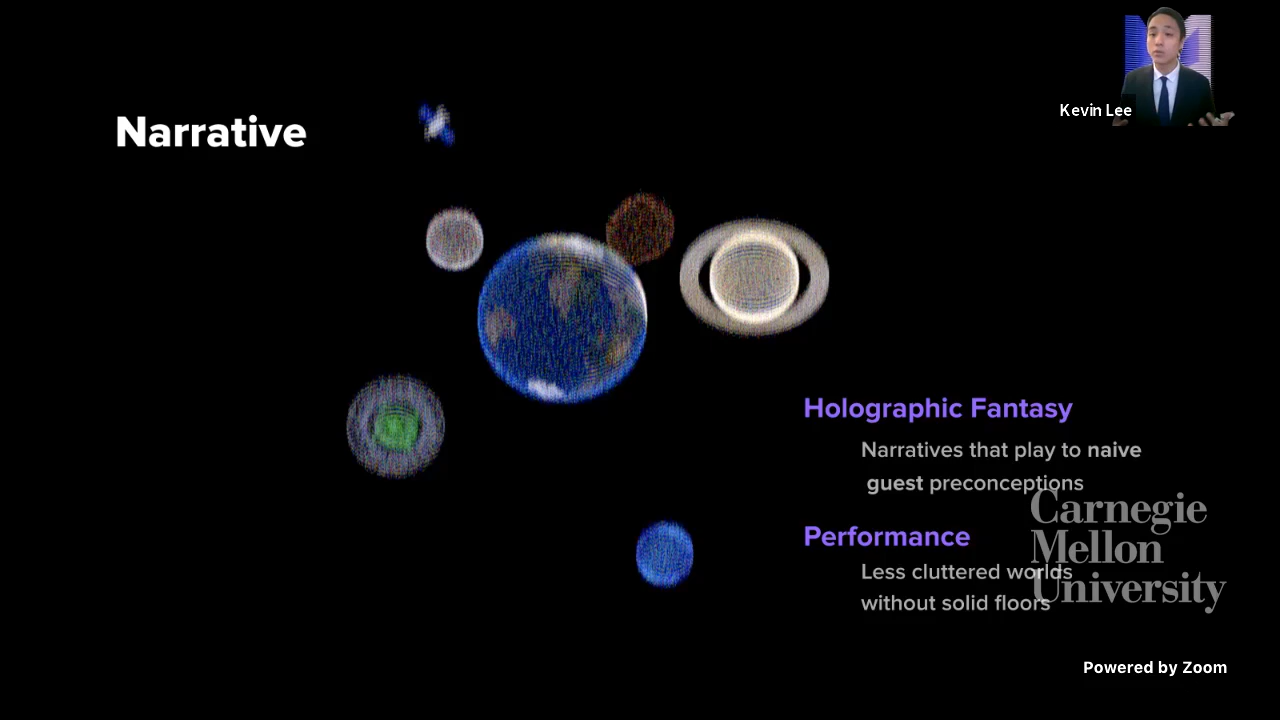 Kevin Lee
Narrative
Holographic Fantasy
Narratives that play to naive
guest preconceptions
Performance
Less cluttered worlds
without solid floors
Carnegie
Mellon
University
Powered by Zoom